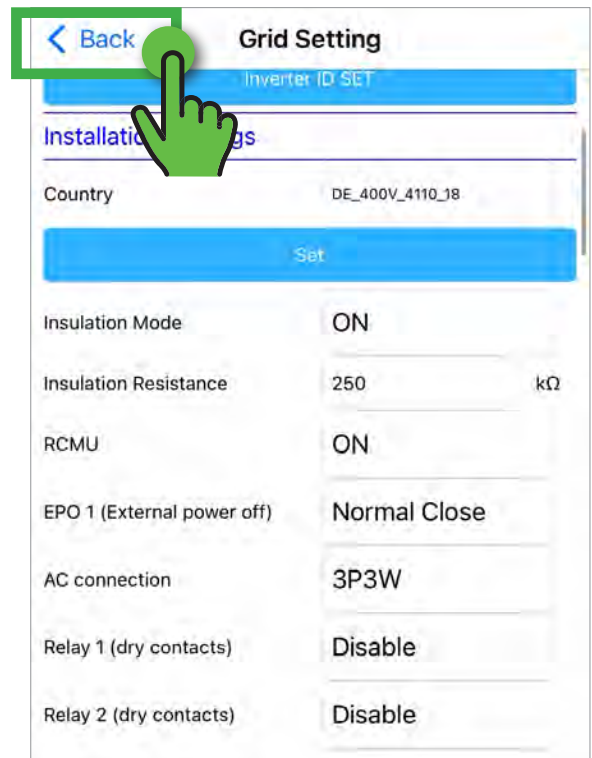 Back Grid Setting
Inverter ID SET
Installation
Country DE_400V_4110_18
Set
Insulation Mode ON
Insulation Resistance 250 kΩ
RCMU ON
EPO 1 (External power off) Normal Close
AC connection 3P3W
Relay 1 (dry contacts) Disable
Relay 2 (dry contacts) Disable